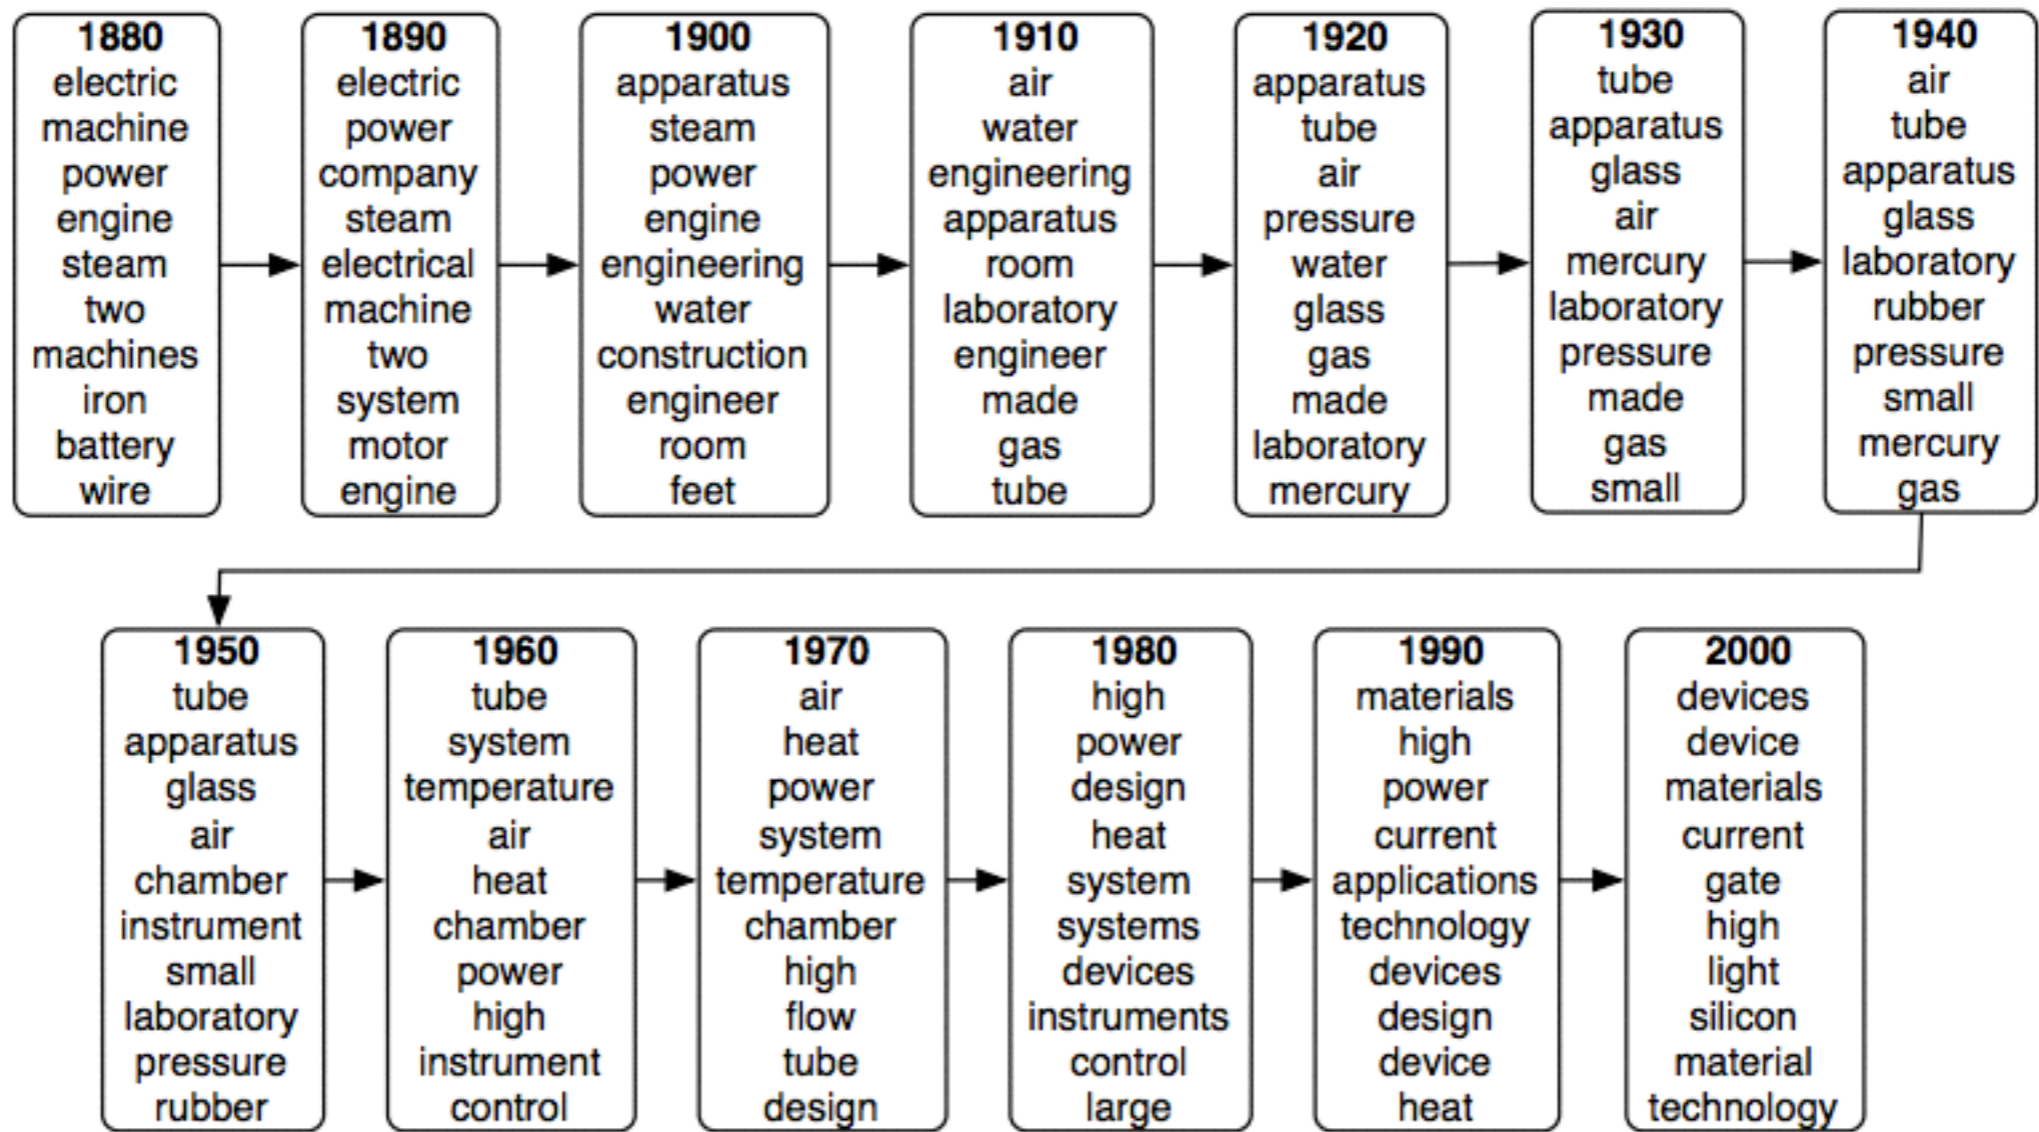 1880
electric
machine
power
engine
steam
two
machines
iron
battery
wire
1890
electric
power
company
steam
electrical
machine
two
system
motor
engine
1900
apparatus
steam
power
engine
engineering
water
construction
engineer
room
feet
1910
air
water
engineering
apparatus
room
laboratory
engineer
made
gas
tube
1920
apparatus
tube
air
pressure
water
glass
gas
made
laboratory
mercury
1930
tube
apparatus
glass
air
mercury
laboratory
pressure
made
gas
small
1940
air
tube
apparatus
glass
laboratory
rubber
pressure
small
mercury
gas
1950
tube
apparatus
glass
air
chamber
instrument
small
laboratory
pressure
rubber
1960
tube
system
temperature
air
heat
chamber
power
high
instrument
control
1970
air
heat
power
system
temperature
chamber
high
flow
tube
design
1980
high
power
design
heat
system
systems
devices
instruments
control
large
1990
materials
high
power
current
applications
technology
devices
design
device
heat
2000
devices
device
materials
current
gate
high
light
silicon
material
technology